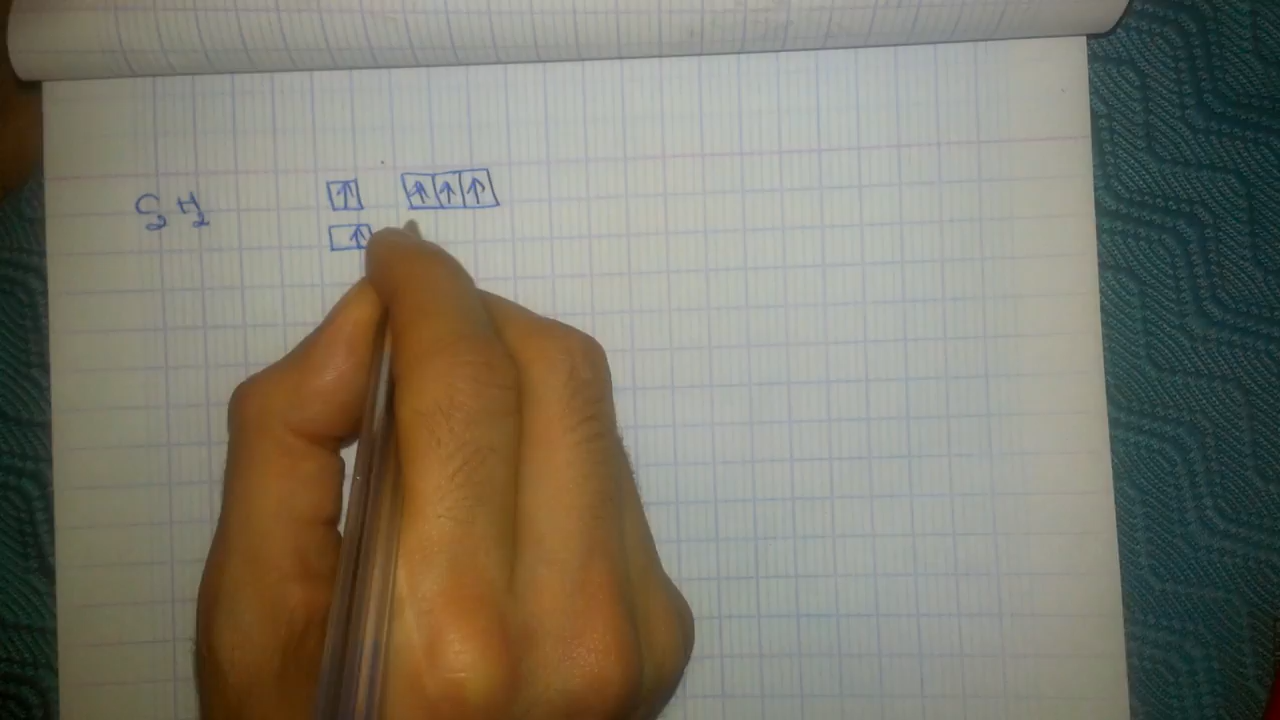 C₂H₂ ↑ ↑ ↑ ↑
↑